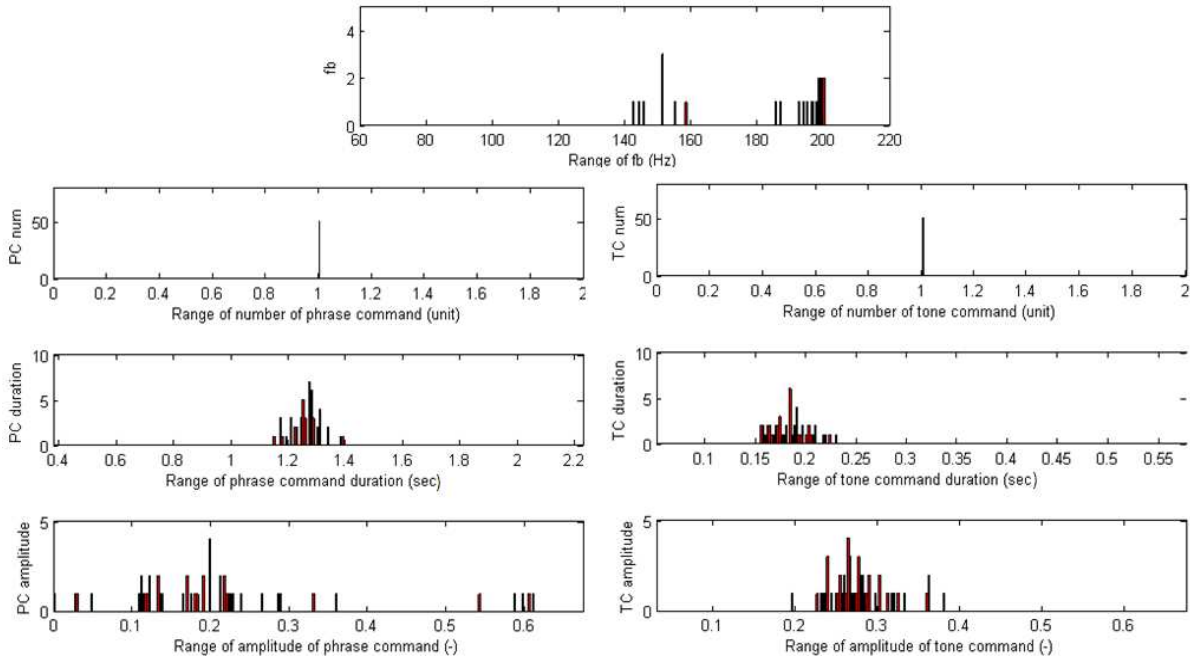 fb
4
2
0
60 80 100 120 140 160 180 200 220
Range of fb (Hz)
PC num
50
0
0 0.2 0.4 0.6 0.8 1 1.2 1.4 1.6 1.8 2
Range of number of phrase command (unit)
TC num
50
0
0 0.2 0.4 0.6 0.8 1 1.2 1.4 1.6 1.8 2
Range of number of tone command (unit)
PC duration
10
5
0
0.4 0.6 0.8 1 1.2 1.4 1.6 1.8 2 2.2
Range of phrase command duration (sec)
TC duration
10
5
0
0.1 0.15 0.2 0.25 0.3 0.35 0.4 0.45 0.5 0.55
Range of tone command duration (sec)
PC amplitude
5
0
0 0.1 0.2 0.3 0.4 0.5 0.6
Range of amplitude of phrase command (-)
TC amplitude
5
0
0.1 0.2 0.3 0.4 0.5 0.6
Range of amplitude of tone command (-)